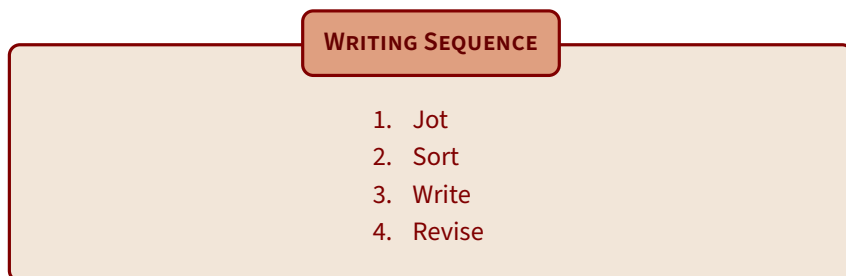 Writing Sequence
1. Jot
2. Sort
3. Write
4. Revise